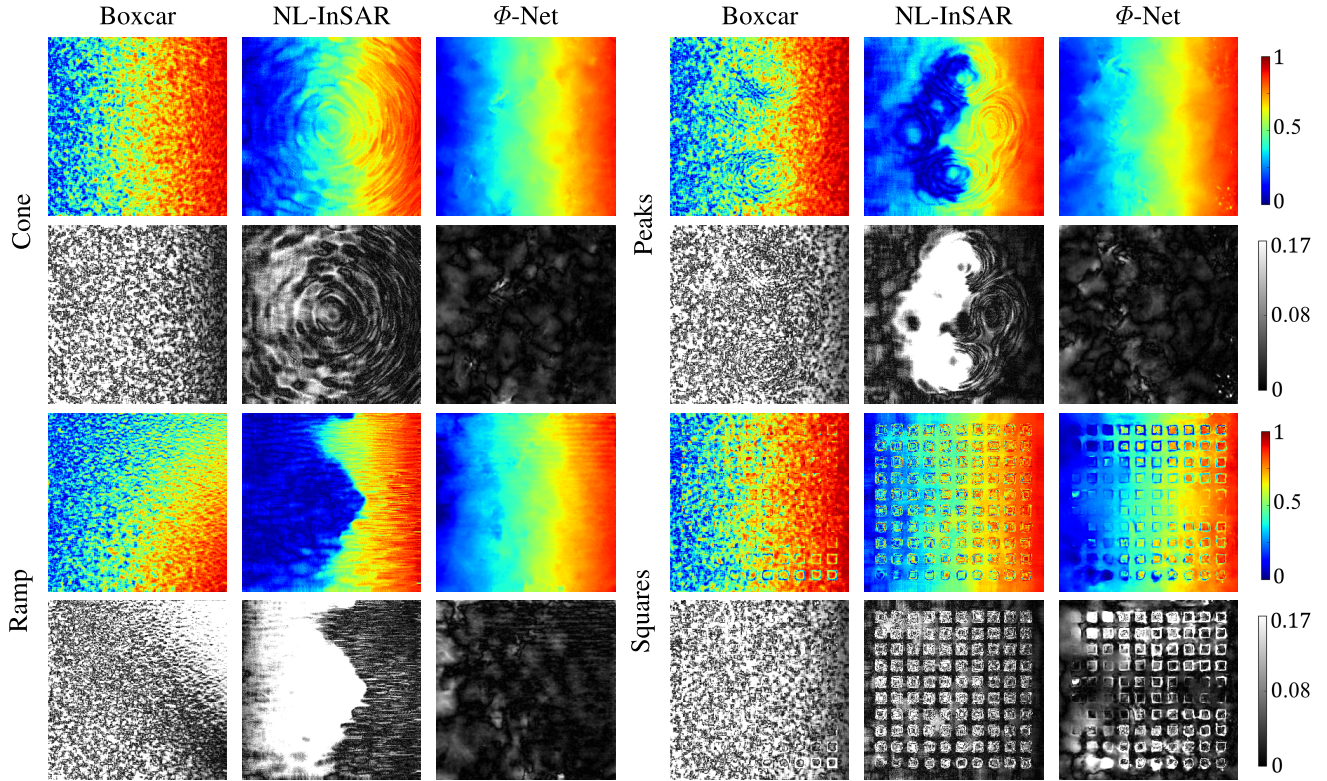 Boxcar NL-InSAR Φ-Net Boxcar NL-InSAR Φ-Net
Cone
Peaks
1
0.5
0
0.17
0.08
0
Ramp
Squares
1
0.5
0
0.17
0.08
0